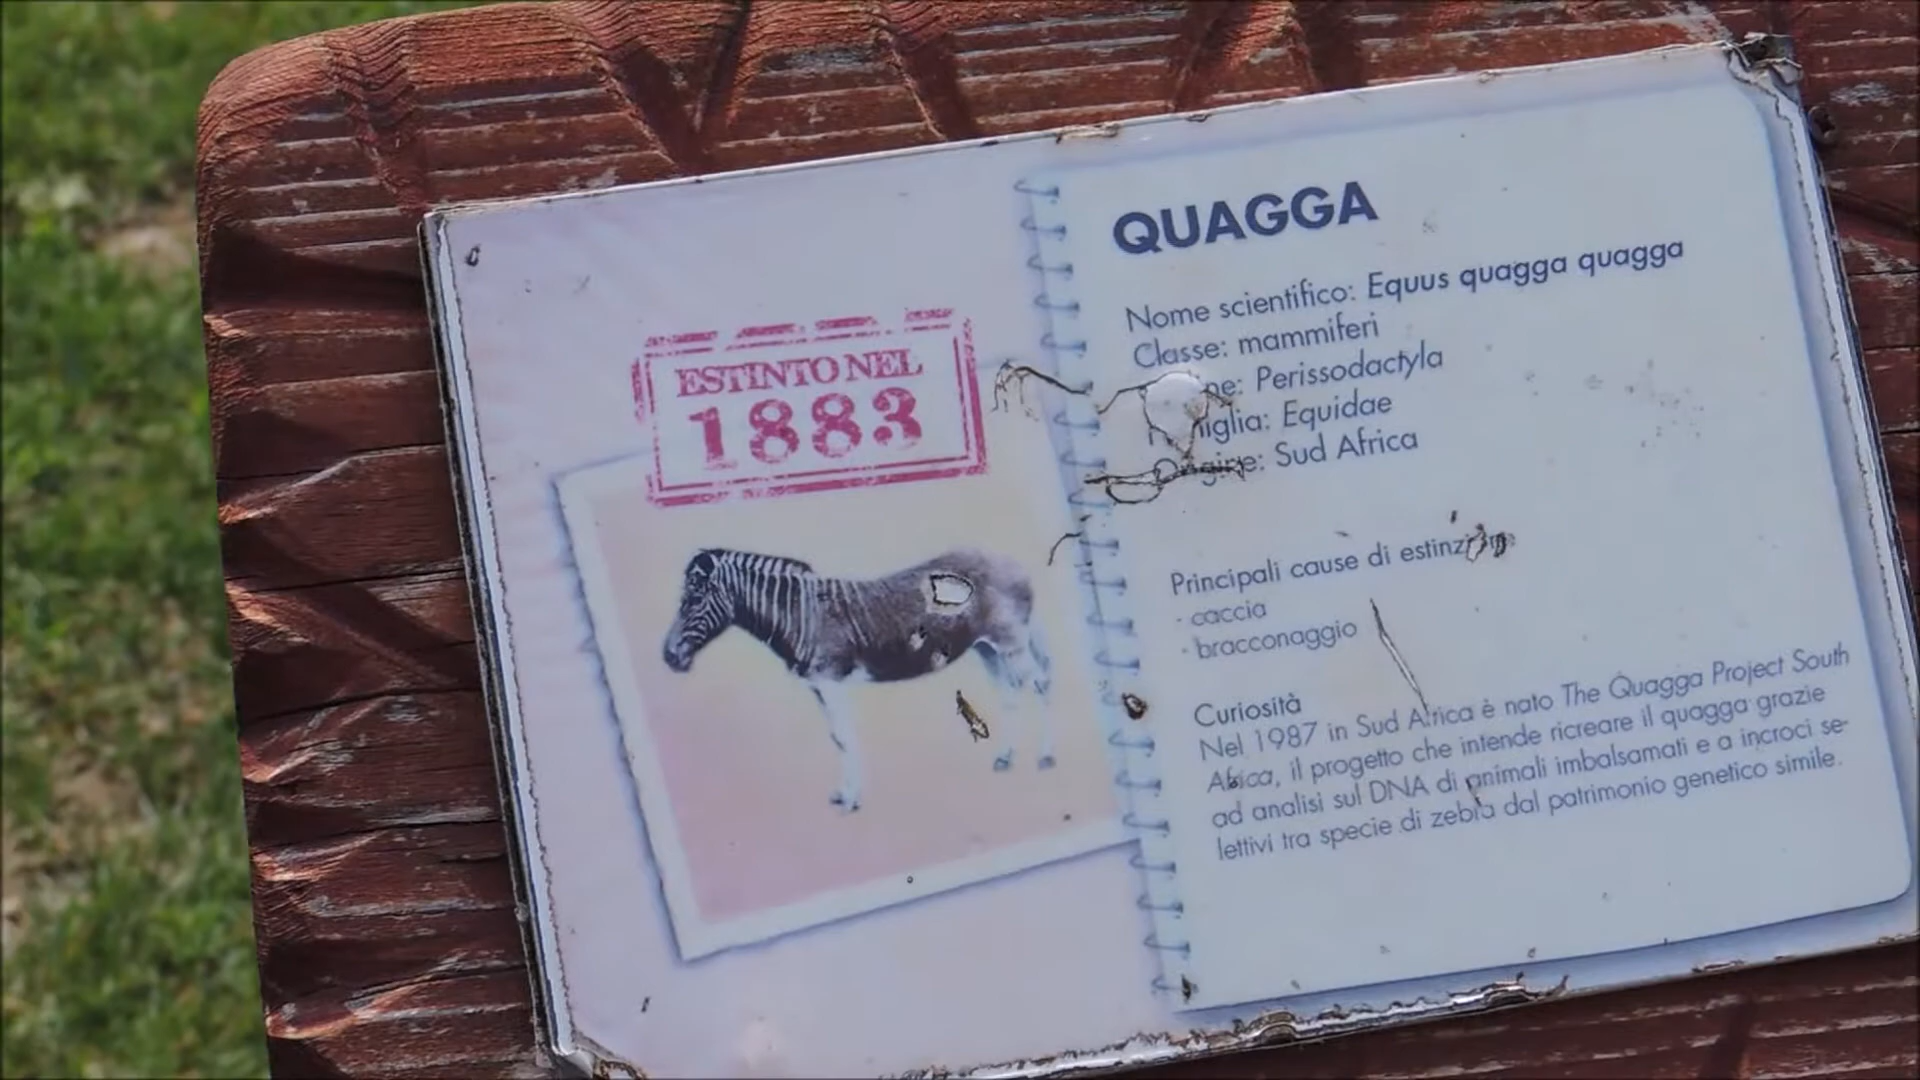 ESTINTO NEL
1883
QUAGGA
Nome scientifico: Equus quagga quagga
Classe: mammiferi
Perissodactyla
Equidae
Origine: Sud Africa
Principali cause di
- caccia
- bracconaggio
Curiosità
Nel 1987 in Sud Africa è nato The Quagga Project South
Africa, il progetto che intende ricreare il quagga grazie
ad analisi sul DNA di animali imbalsamati e a incroci se-
lettivi tra specie di zebra dal patrimonio genetico simile.